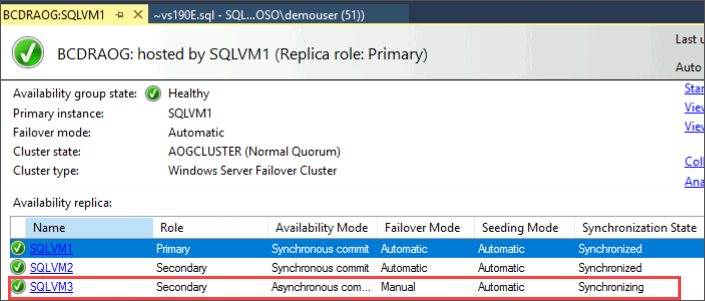 BCDRAOG:SQLVM1 ~vs190E.sql - SQL...OSO\demouser (51))
BCDRAOG: hosted by SQLVM1 (Replica role: Primary)
Last u
Auto
Availability group state: Healthy
Star
Primary instance: SQLVM1
View
Failover mode: Automatic
View
Cluster state: AOGCLUSTER (Normal Quorum)
Coll
Cluster type: Windows Server Failover Cluster
Ana
Availability replica:
Name Role Availability Mode Failover Mode Seeding Mode Synchronization State
SQLVM1 Primary Synchronous commit Automatic Automatic Synchronized
SQLVM2 Secondary Synchronous commit Automatic Automatic Synchronized
SQLVM3 Secondary Asynchronous com... Manual Automatic Synchronizing